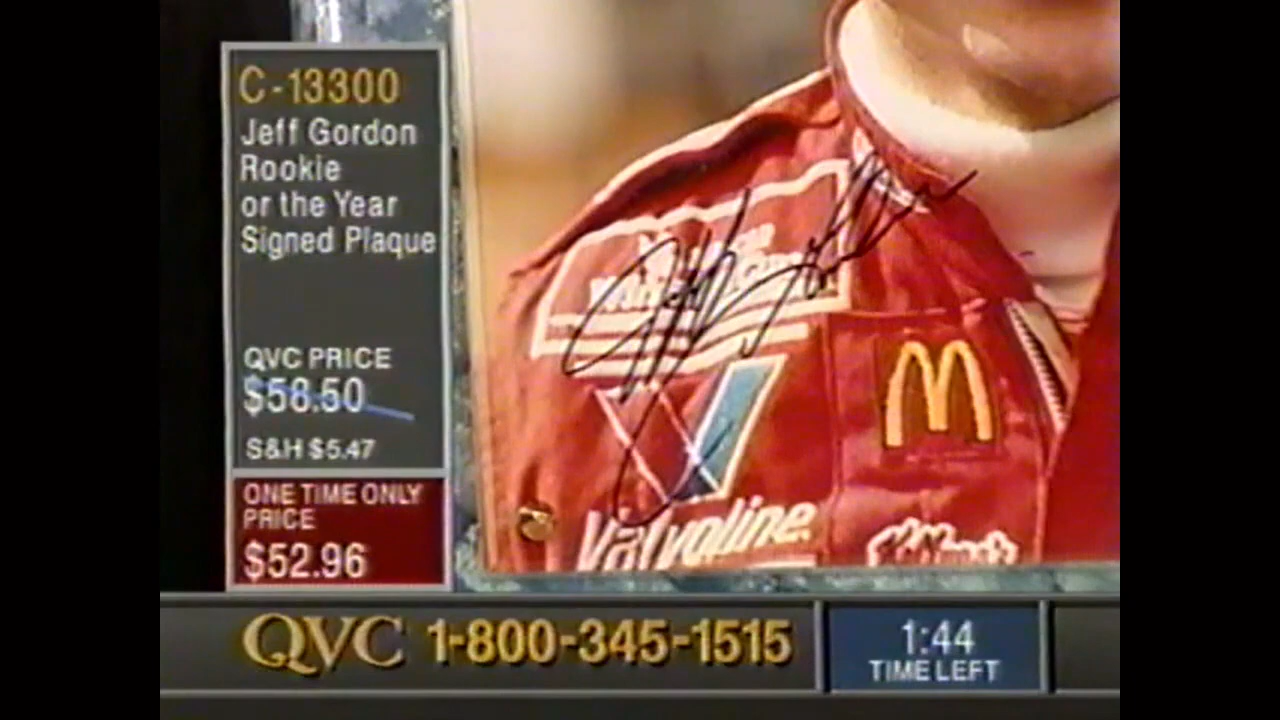 C-13300
Jeff Gordon
Rookie
or the Year
Signed Plaque
QVC PRICE
$58.50
S&H $5.47
ONE TIME ONLY
PRICE
$52.96
Valvoline.
QVC 1-800-345-1515
1:44
TIME LEFT